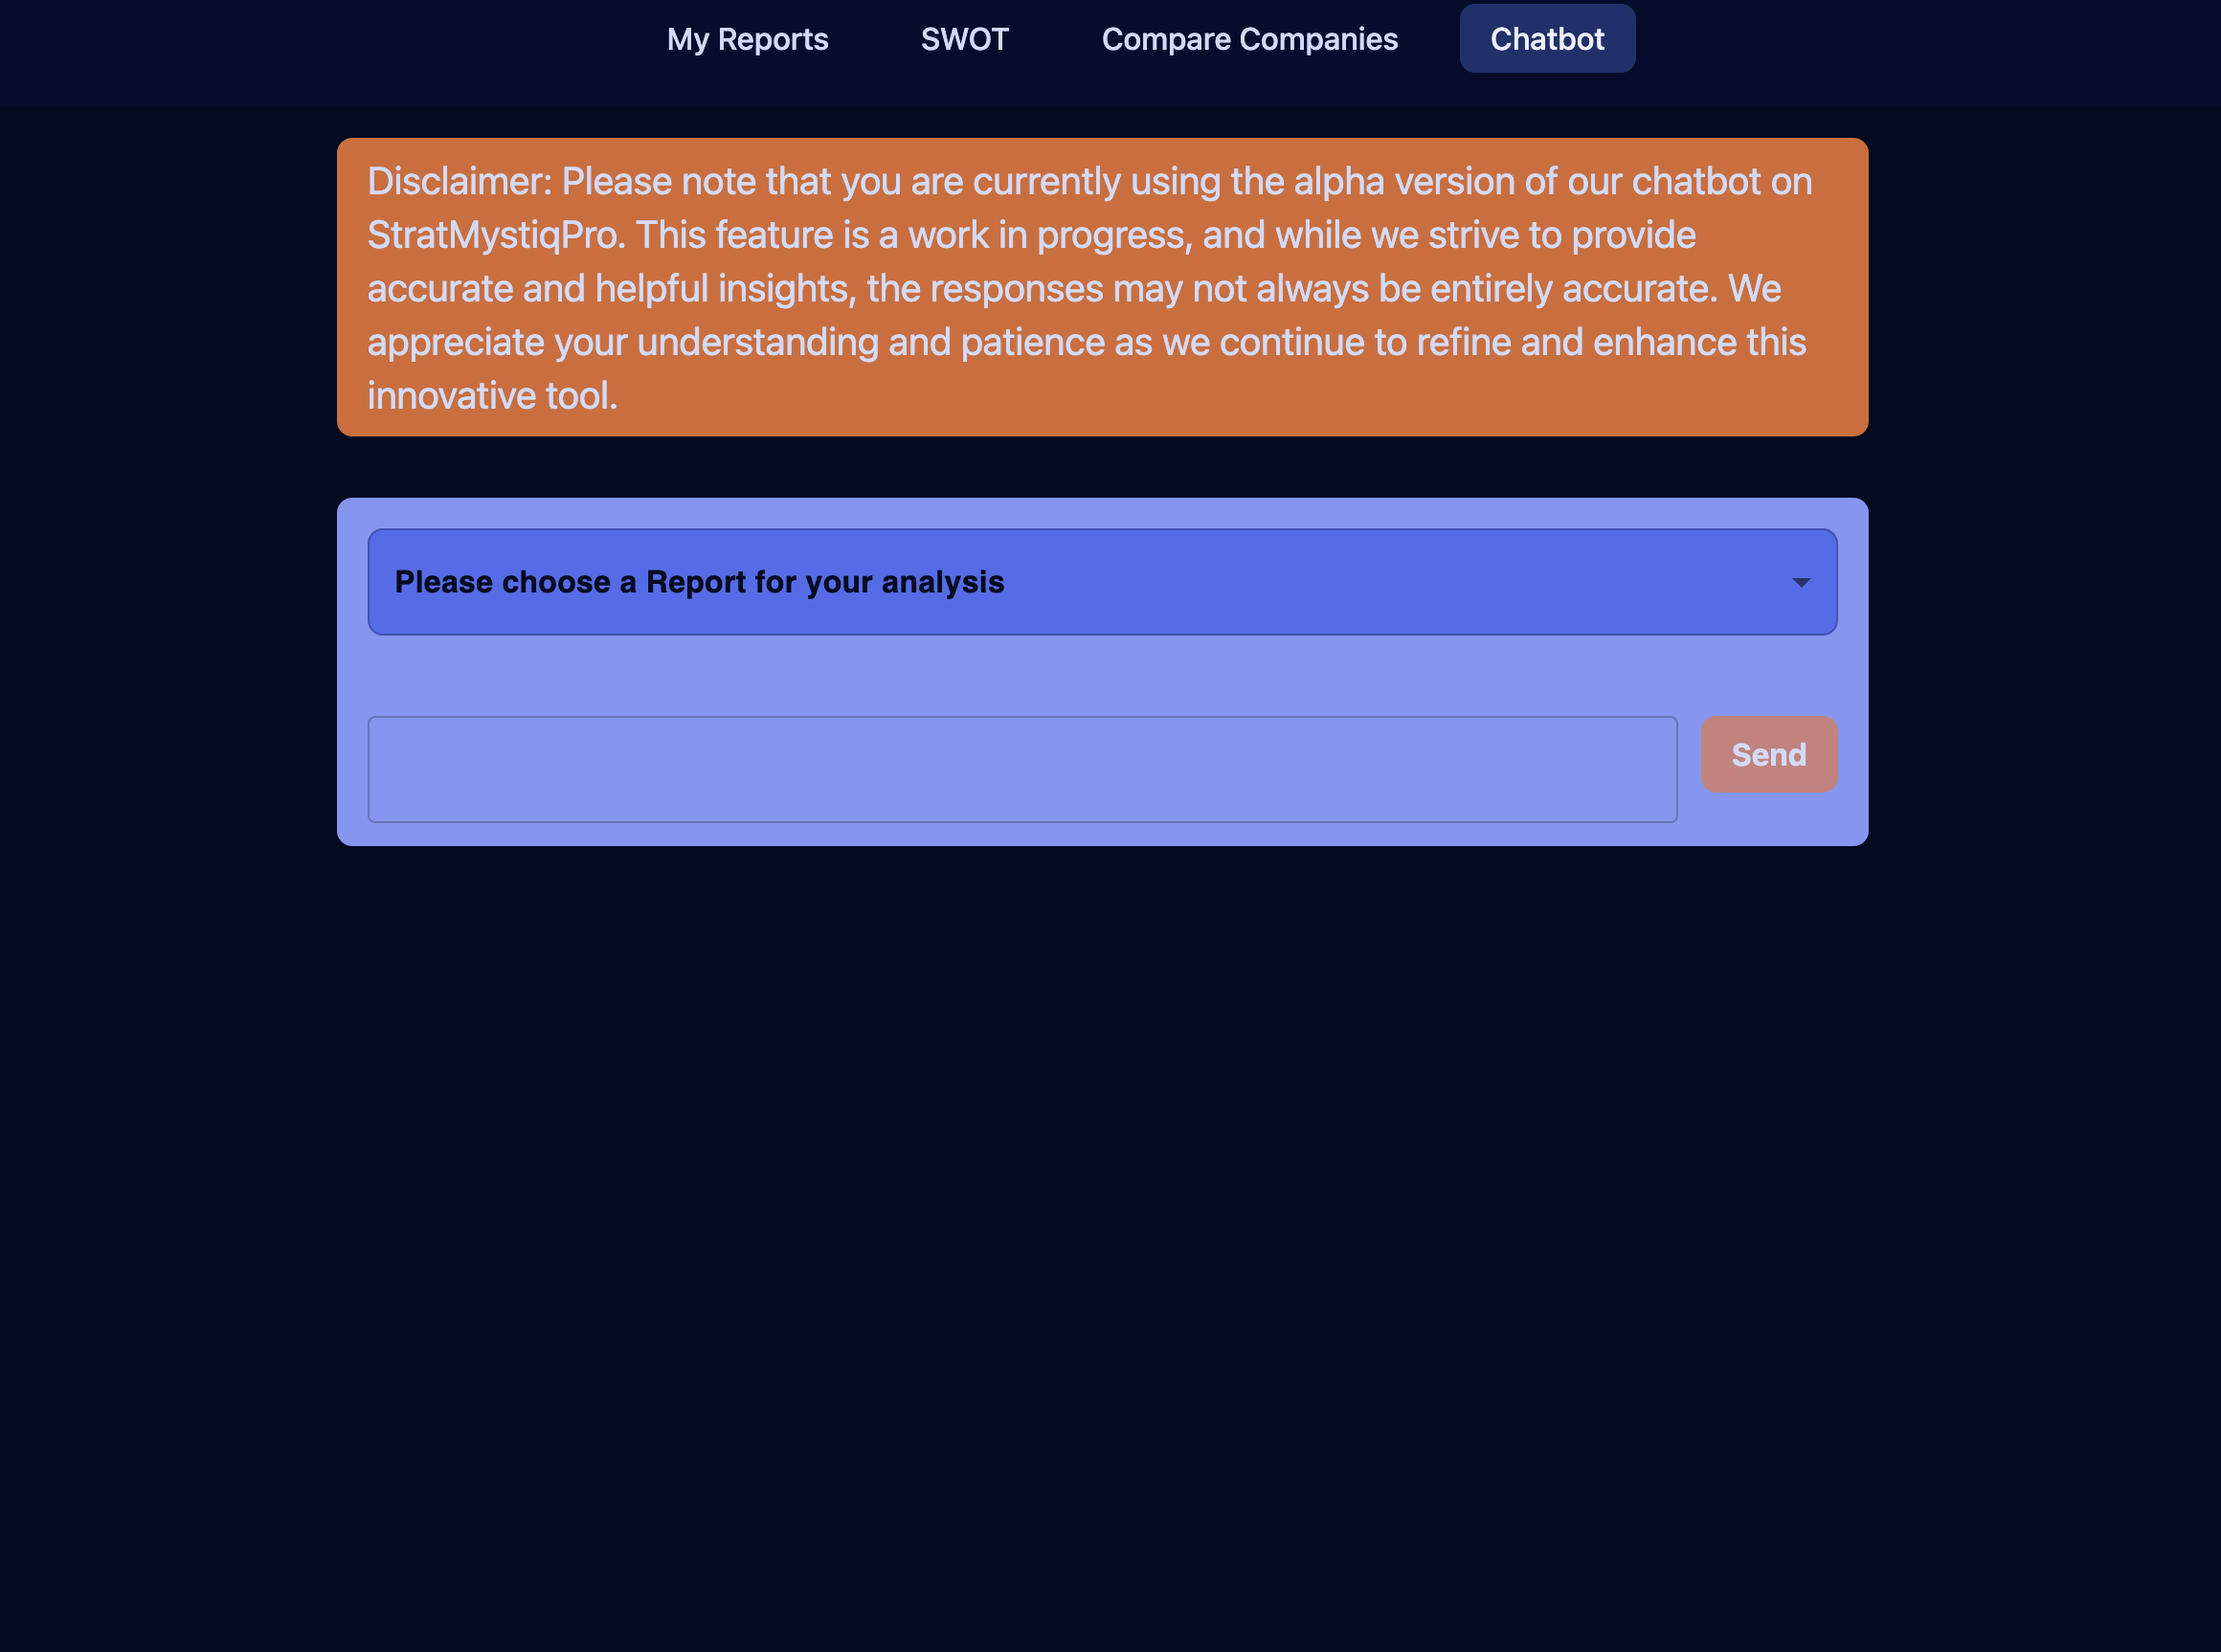 My Reports
SWOT
Compare Companies
Chatbot
Disclaimer: Please note that you are currently using the alpha version of our chatbot on
StratMystiqPro. This feature is a work in progress, and while we strive to provide
accurate and helpful insights, the responses may not always be entirely accurate. We
appreciate your understanding and patience as we continue to refine and enhance this
innovative tool.
Please choose a Report for your analysis
Send